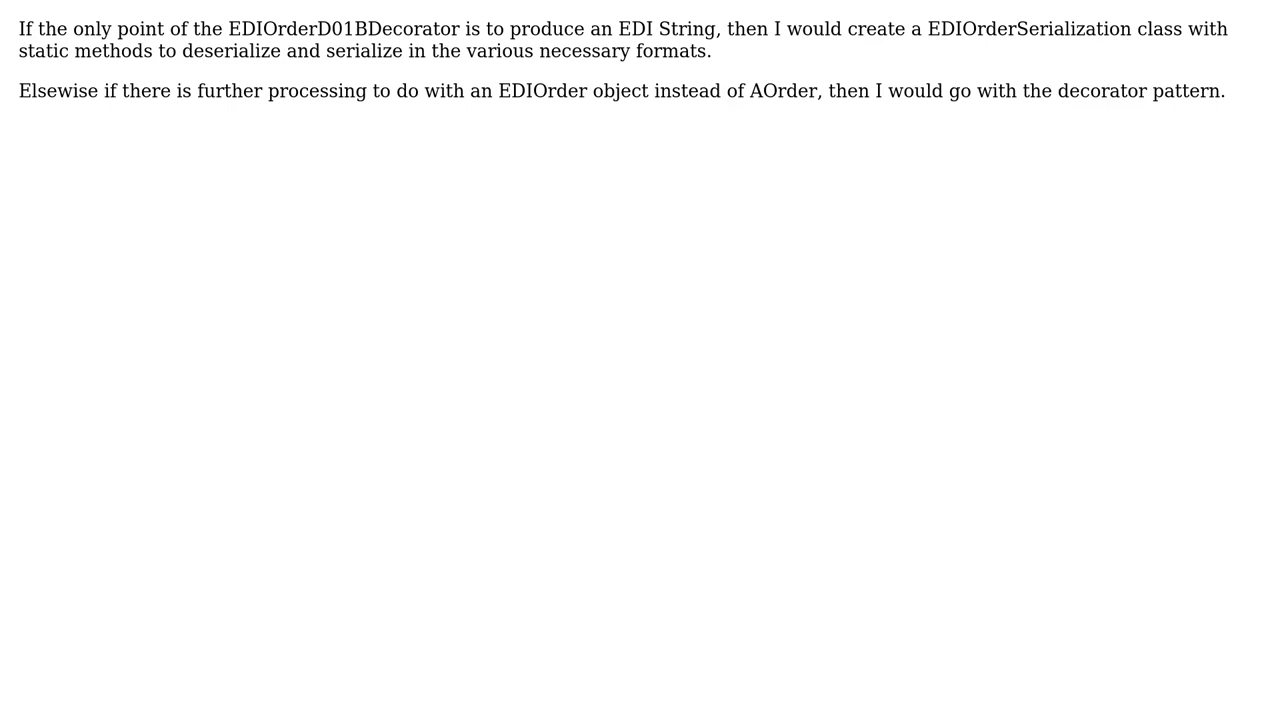 If the only point of the EDIOrderD01BDecorator is to produce an EDI String, then I would create a EDIOrderSerialization class with
static methods to deserialize and serialize in the various necessary formats.
Elsewise if there is further processing to do with an EDIOrder object instead of AOrder, then I would go with the decorator pattern.